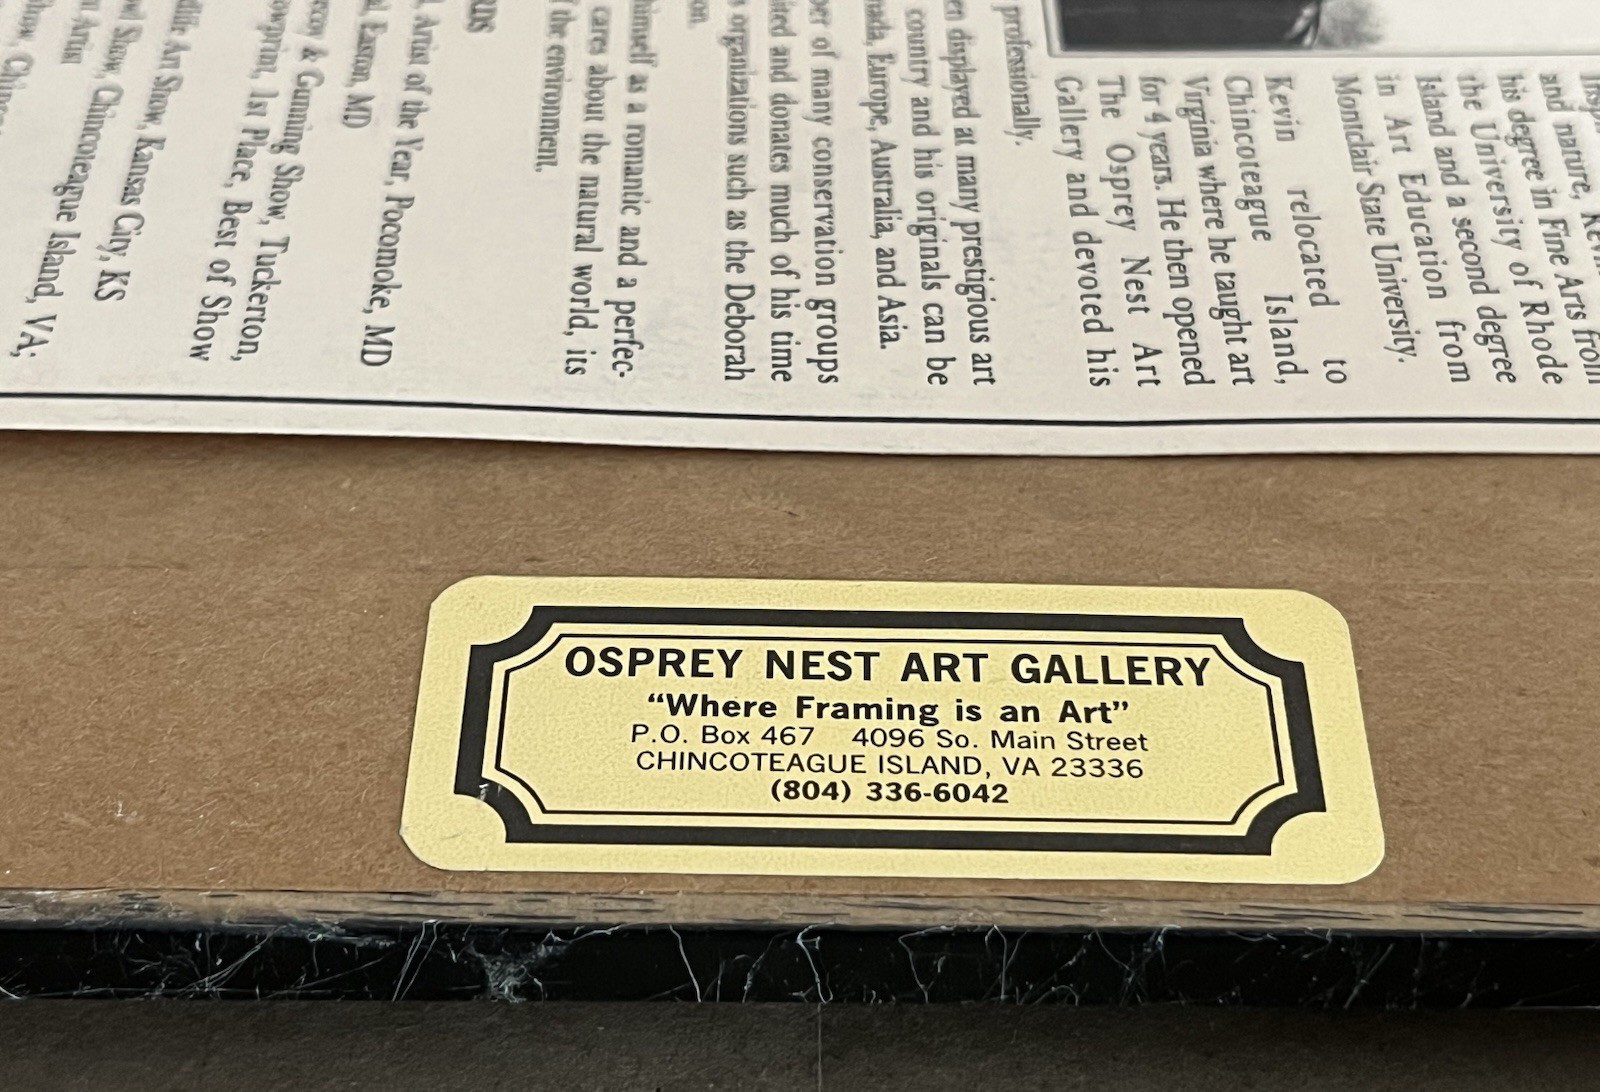 and nature,
his degree in Fine Arts from
the University of Rhode
Island and a second degree
in Art Education from
Montclair State University.
Kevin relocated to
Chincoteague Island,
Virginia where he taught art
for 4 years. He then opened
The Osprey Nest Art
Gallery and devoted his
professionally.
displayed at many prestigious art
country and his originals can be
Europe, Australia, and Asia.
of many conservation groups
and donates much of his time
organizations such as the Deborah
himself as a romantic and a perfec-
cares about the natural world, its
the environment.
Artist of the Year, Pocomoke, MD
Easton, MD
& Gunning Show, Tuckerton,
1st Place, Best of Show
Art Show, Kansas City, KS
Show, Chincoteague Island, VA;
Artist
OSPREY NEST ART GALLERY
“Where Framing is an Art”
P.O. Box 467 4096 So. Main Street
CHINCOTEAGUE ISLAND, VA 23336
(804) 336-6042